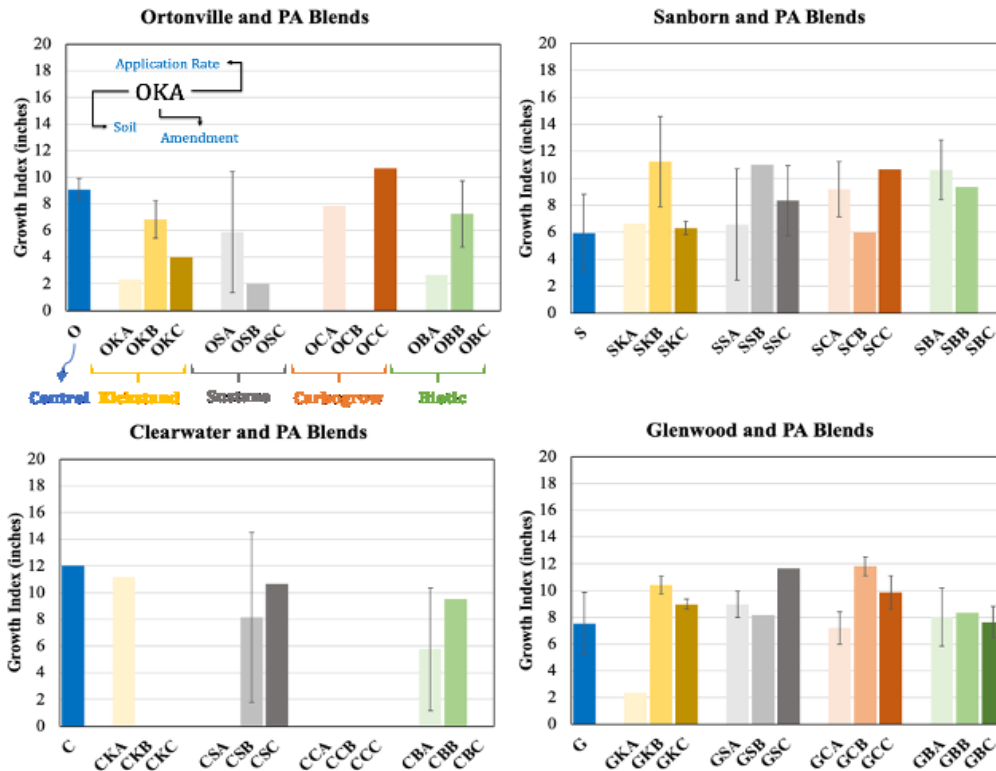 Ortonville and PA Blends
Growth Index (inches)
20
18
16
14
12
10
8
6
4
2
0
Application Rate
OKA
Soil
Amendment
O
OKA
OKB
OKC
OSA
OSB
OSC
OCA
OCB
OCC
OBA
OBB
OBC
Control
Kickstand
Sustane
Carbogrow
Biotic
Sanborn and PA Blends
Growth Index (inches)
20
18
16
14
12
10
8
6
4
2
0
S
SKA
SKB
SKC
SSA
SSB
SSC
SCA
SCB
SCC
SBA
SBB
SBC
Clearwater and PA Blends
Growth Index (inches)
20
18
16
14
12
10
8
6
4
2
0
C
CKA
CKB
CKC
CSA
CSB
CSC
CCA
CCB
CCC
CBA
CBB
CBC
Glenwood and PA Blends
Growth Index (inches)
20
18
16
14
12
10
8
6
4
2
0
G
GKA
GKB
GKC
GSA
GSB
GSC
GCA
GCB
GCC
GBA
GBB
GBC